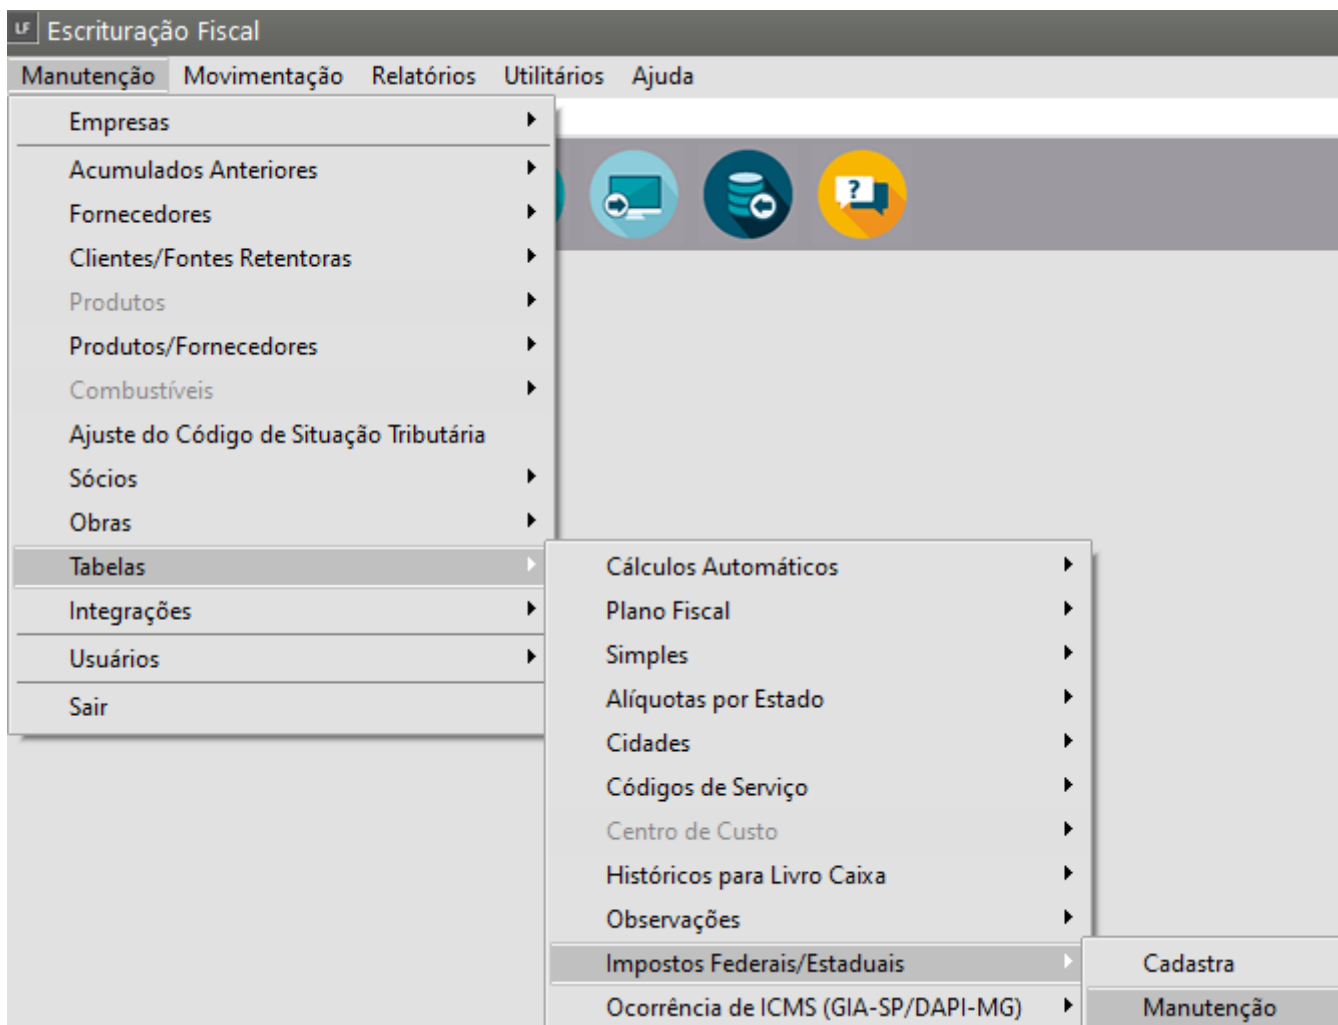 LF Escrituração Fiscal
Manutenção Movimentação Relatórios Utilitários Ajuda
Empresas
Acumulados Anteriores
Fornecedores
Clientes/Fontes Retentoras
Produtos
Produtos/Fornecedores
Combustíveis
Ajuste do Código de Situação Tributária
Sócios
Obras
Tabelas
Integrações
Usuários
Sair
Cálculos Automáticos
Plano Fiscal
Simples
Alíquotas por Estado
Cidades
Códigos de Serviço
Centro de Custo
Históricos para Livro Caixa
Observações
Impostos Federais/Estaduais
Ocorrência de ICMS (GIA-SP/DAPI-MG)
Cadastra
Manutenção
?